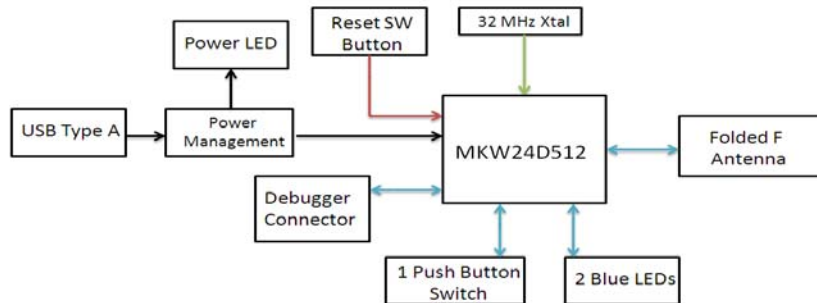 Reset SW
Button
32 MHz Xtal
Power LED
USB Type A
Power
Management
MKW24D512
Folded F
Antenna
Debugger
Connector
1 Push Button
Switch
2 Blue LEDs